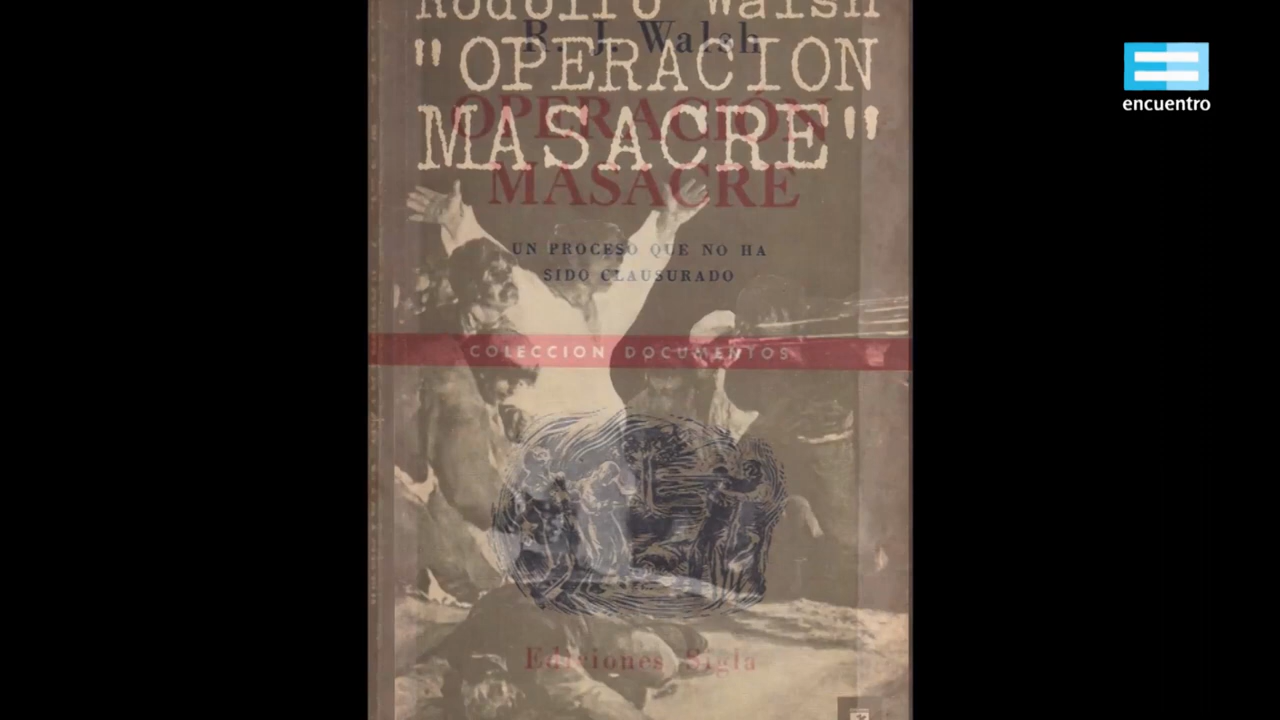 Rodolfo Walsh
"OPERACION
MASACRE"
R. J. Walsh
OPERACIÓN
MASACRE
UN PROCESO QUE NO HA
SIDO CLAUSURADO
COLECCION DOCUMENTOS
Ediciones Sigla
encuentro